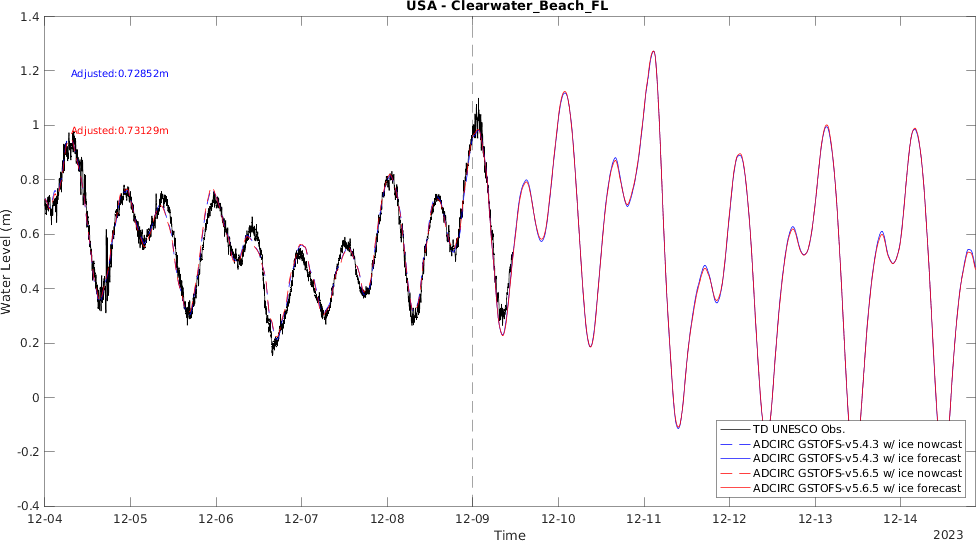 USA - Clearwater_Beach_FL
Water Level (m)
1.4
1.2
1
0.8
0.6
0.4
0.2
0
-0.2
-0.4
Adjusted:0.72852m
Adjusted:0.73129m
TD UNESCO Obs.
ADCIRC GSTOFS-v5.4.3 w/ ice nowcast
ADCIRC GSTOFS-v5.4.3 w/ ice forecast
ADCIRC GSTOFS-v5.6.5 w/ ice nowcast
ADCIRC GSTOFS-v5.6.5 w/ ice forecast
12-04 12-05 12-06 12-07 12-08 12-09 12-10 12-11 12-12 12-13 12-14
Time
2023